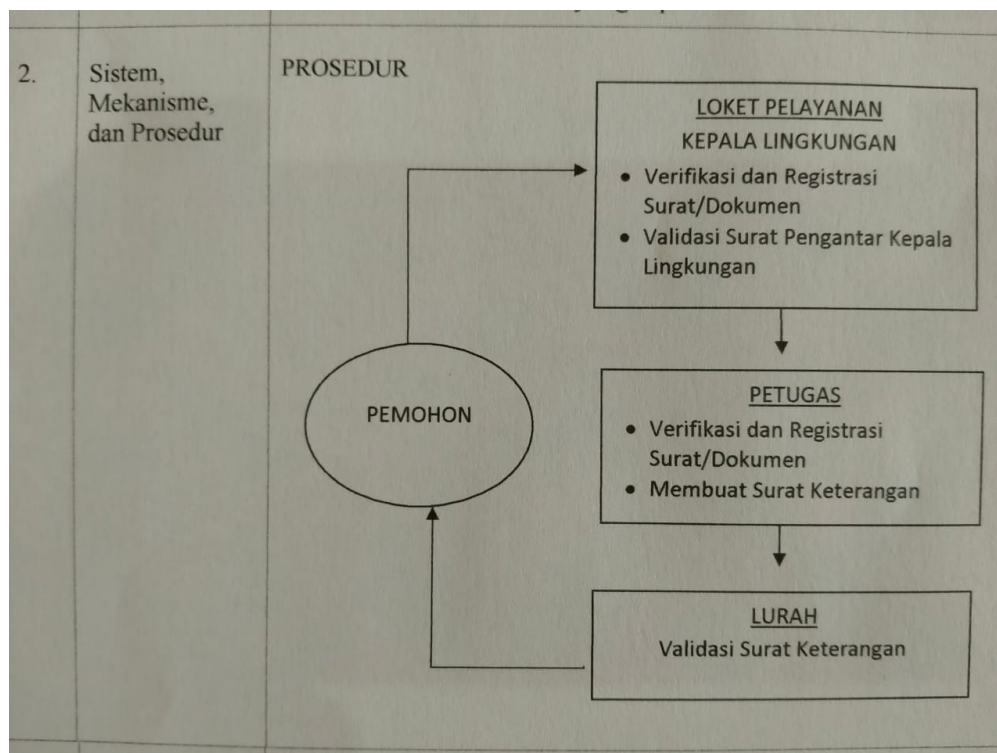 2.
Sistem,
Mekanisme,
dan Prosedur
PROSEDUR
LOKET PELAYANAN
KEPALA LINGKUNGAN
• Verifikasi dan Registrasi
Surat/Dokumen
• Validasi Surat Pengantar Kepala
Lingkungan
PEMOHON
PETUGAS
• Verifikasi dan Registrasi
Surat/Dokumen
• Membuat Surat Keterangan
LURAH
Validasi Surat Keterangan